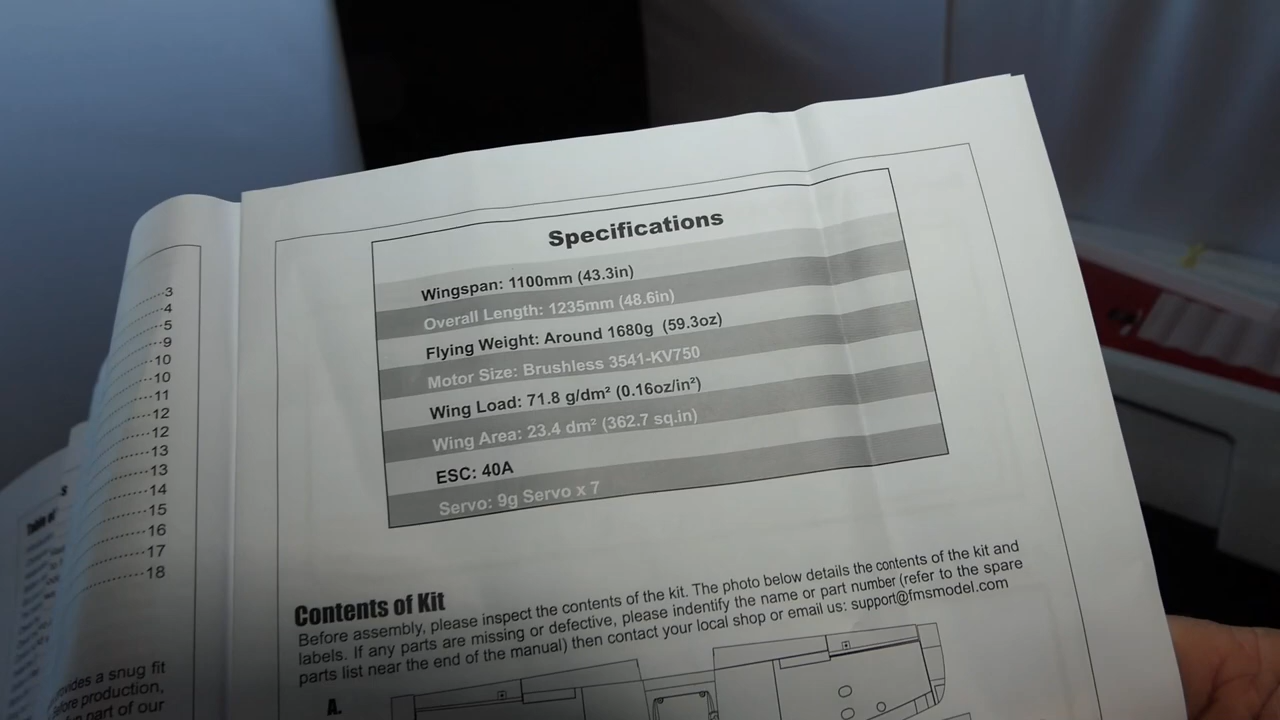 3
4
5
9
10
10
11
12
12
13
13
14
15
16
17
18
Table of
a snug fit
production,
part of our
Specifications
Wingspan: 1100mm (43.3in)
Overall Length: 1235mm (48.6in)
Flying Weight: Around 1680g (59.3oz)
Motor Size: Brushless 3541-KV750
Wing Load: 71.8 g/dm² (0.16oz/in²)
Wing Area: 23.4 dm² (362.7 sq.in)
ESC: 40A
Servo: 9g Servo x 7
Contents of Kit
Before assembly, please inspect the contents of the kit. The photo below details the contents of the kit and
labels. If any parts are missing or defective, please indentify the name or part number (refer to the spare
parts list near the end of the manual) then contact your local shop or email us: support@fmsmodel.com
A.